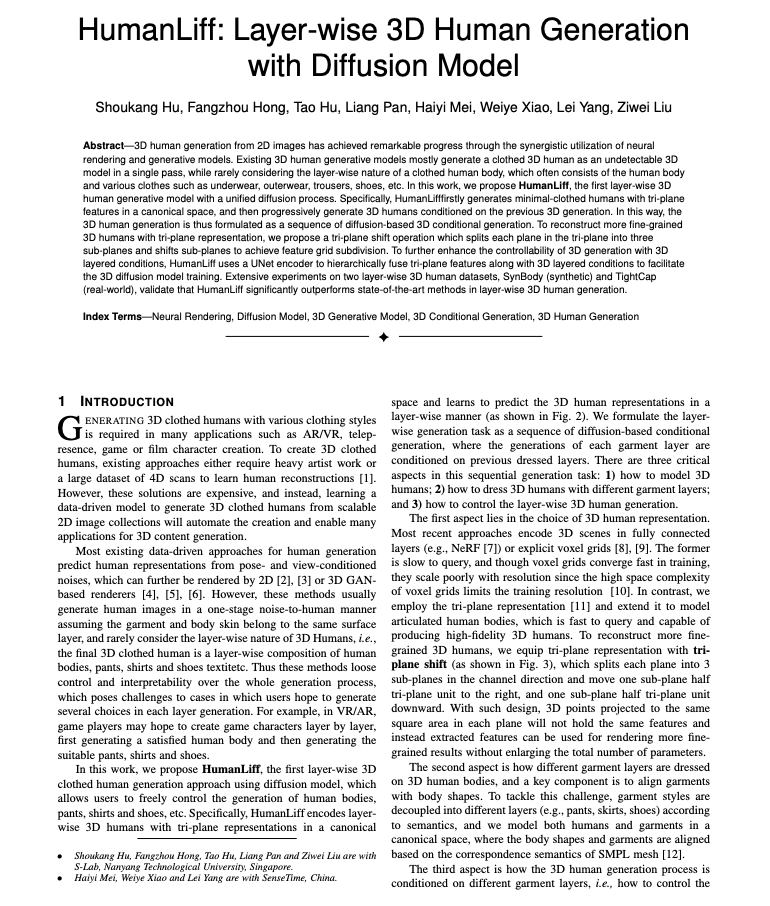 HumanLiff: Layer-wise 3D Human Generation
with Diffusion Model
Shoukang Hu, Fangzhou Hong, Tao Hu, Liang Pan, Haiyi Mei, Weiye Xiao, Lei Yang, Ziwei Liu
Abstract—3D human generation from 2D images has achieved remarkable progress through the synergistic utilization of neural
rendering and generative models. Existing 3D human generative models mostly generate a clothed 3D human as an undetectable 3D
model in a single pass, while rarely considering the layer-wise nature of a clothed human body, which often consists of the human body
and various clothes such as underwear, outerwear, trousers, shoes, etc. In this work, we propose HumanLiff, the first layer-wise 3D
human generative model with a unified diffusion process. Specifically, HumanLifffirstly generates minimal-clothed humans with tri-plane
features in a canonical space, and then progressively generate 3D humans conditioned on the previous 3D generation. In this way, the
3D human generation is thus formulated as a sequence of diffusion-based 3D conditional generation. To reconstruct more fine-grained
3D humans with tri-plane representation, we propose a tri-plane shift operation which splits each plane in the tri-plane into three
sub-planes and shifts sub-planes to achieve feature grid subdivision. To further enhance the controllability of 3D generation with 3D
layered conditions, HumanLiff uses a UNet encoder to hierarchically fuse tri-plane features along with 3D layered conditions to facilitate
the 3D diffusion model training. Extensive experiments on two layer-wise 3D human datasets, SynBody (synthetic) and TightCap
(real-world), validate that HumanLiff significantly outperforms state-of-the-art methods in layer-wise 3D human generation.
Index Terms—Neural Rendering, Diffusion Model, 3D Generative Model, 3D Conditional Generation, 3D Human Generation
1 INTRODUCTION
GENERATING 3D clothed humans with various clothing styles
is required in many applications such as AR/VR, telep-
resence, game or film character creation. To create 3D clothed
humans, existing approaches either require heavy artist work or
a large dataset of 4D scans to learn human reconstructions [1].
However, these solutions are expensive, and instead, learning a
data-driven model to generate 3D clothed humans from scalable
2D image collections will automate the creation and enable many
applications for 3D content generation.
Most existing data-driven approaches for human generation
predict human representations from pose- and view-conditioned
noises, which can further be rendered by 2D [2], [3] or 3D GAN-
based renderers [4], [5], [6]. However, these methods usually
generate human images in a one-stage noise-to-human manner
assuming the garment and body skin belong to the same surface
layer, and rarely consider the layer-wise nature of 3D Humans, i.e.,
the final 3D clothed human is a layer-wise composition of human
bodies, pants, shirts and shoes textitetc. Thus these methods loose
control and interpretability over the whole generation process,
which poses challenges to cases in which users hope to generate
several choices in each layer generation. For example, in VR/AR,
game players may hope to create game characters layer by layer,
first generating a satisfied human body and then generating the
suitable pants, shirts and shoes.
In this work, we propose HumanLiff, the first layer-wise 3D
clothed human generation approach using diffusion model, which
allows users to freely control the generation of human bodies,
pants, shirts and shoes, etc. Specifically, HumanLiff encodes layer-
wise 3D humans with tri-plane representations in a canonical
• Shoukang Hu, Fangzhou Hong, Tao Hu, Liang Pan and Ziwei Liu are with
S-Lab, Nanyang Technological University, Singapore.
• Haiyi Mei, Weiye Xiao and Lei Yang are with SenseTime, China.
space and learns to predict the 3D human representations in a
layer-wise manner (as shown in Fig. 2). We formulate the layer-
wise generation task as a sequence of diffusion-based conditional
generation, where the generations of each garment layer are
conditioned on previous dressed layers. There are three critical
aspects in this sequential generation task: 1) how to model 3D
humans; 2) how to dress 3D humans with different garment layers;
and 3) how to control the layer-wise 3D human generation.
The first aspect lies in the choice of 3D human representation.
Most recent approaches encode 3D scenes in fully connected
layers (e.g., NeRF [7]) or explicit voxel grids [8], [9]. The former
is slow to query, and though voxel grids converge fast in training,
they scale poorly with resolution since the high space complexity
of voxel grids limits the training resolution [10]. In contrast, we
employ the tri-plane representation [11] and extend it to model
articulated human bodies, which is fast to query and capable of
producing high-fidelity 3D humans. To reconstruct more fine-
grained 3D humans, we equip tri-plane representation with tri-
plane shift (as shown in Fig. 3), which splits each plane into 3
sub-planes in the channel direction and move one sub-plane half
tri-plane unit to the right, and one sub-plane half tri-plane unit
downward. With such design, 3D points projected to the same
square area in each plane will not hold the same features and
instead extracted features can be used for rendering more fine-
grained results without enlarging the total number of parameters.
The second aspect is how different garment layers are dressed
on 3D human bodies, and a key component is to align garments
with body shapes. To tackle this challenge, garment styles are
decoupled into different layers (e.g., pants, skirts, shoes) according
to semantics, and we model both humans and garments in a
canonical space, where the body shapes and garments are aligned
based on the correspondence semantics of SMPL mesh [12].
The third aspect is how the 3D human generation process is
conditioned on different garment layers, i.e., how to control the